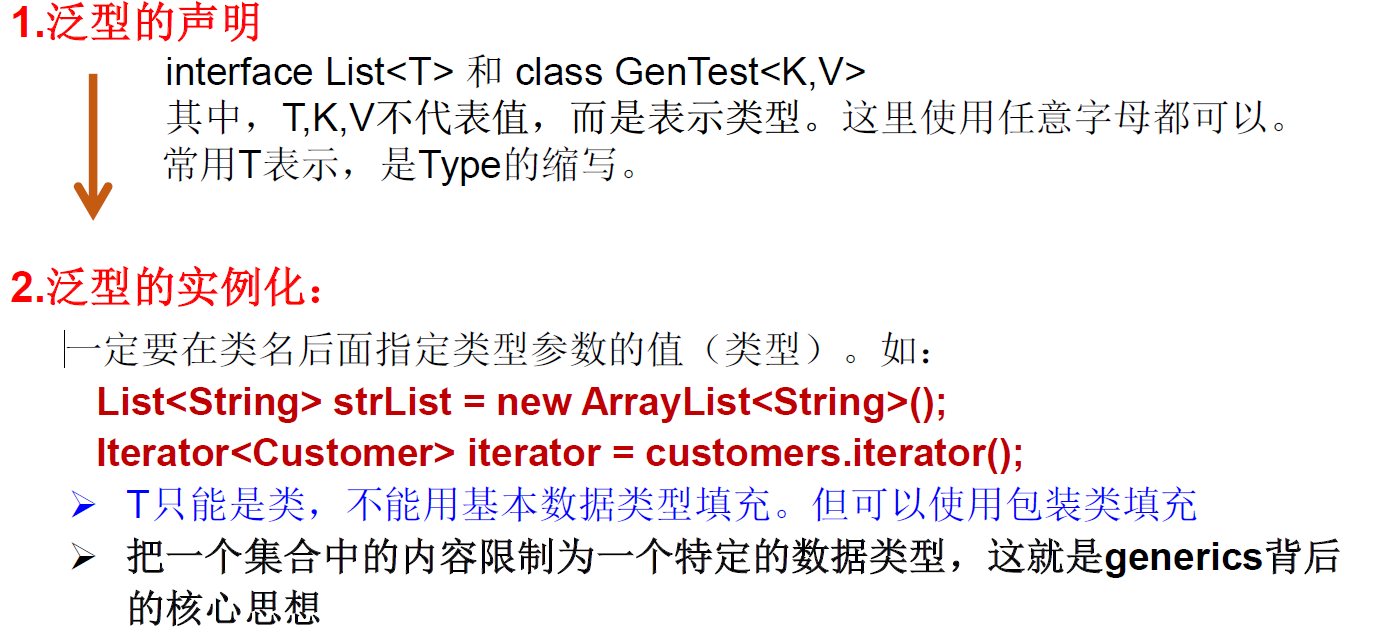 1.泛型的声明
interface List<T> 和 class GenTest<K,V>
其中，T,K,V不代表值，而是表示类型。这里使用任意字母都可以。
常用T表示，是Type的缩写。
2.泛型的实例化：
一定要在类名后面指定类型参数的值（类型）。如：
List<String> strList = new ArrayList<String>();
Iterator<Customer> iterator = customers.iterator();
➢ T只能是类，不能用基本数据类型填充。但可以使用包装类填充
➢ 把一个集合中的内容限制为一个特定的数据类型，这就是generics背后
的核心思想